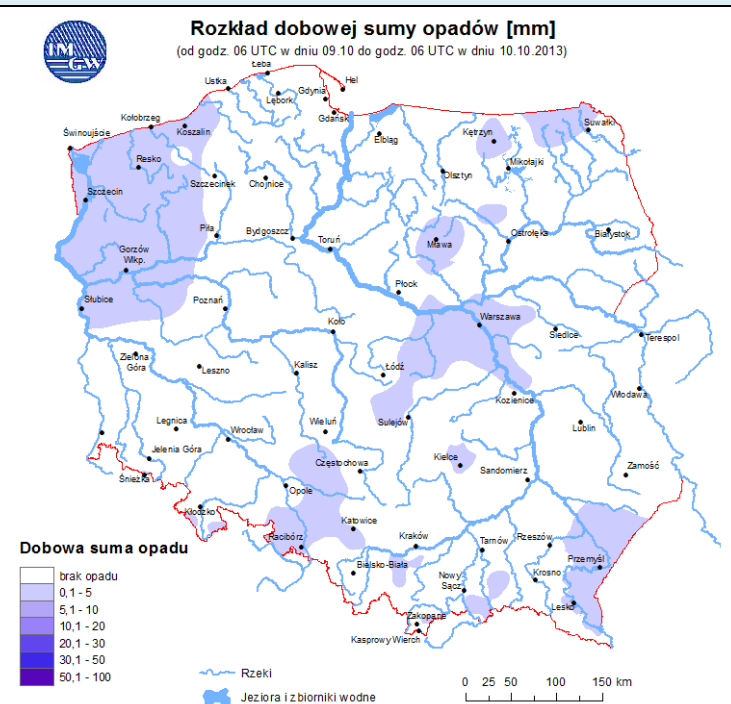 Rozkład dobowej sumy opadów [mm]
(od godz. 06 UTC w dniu 09.10 do godz. 06 UTC w dniu 10.10.2013)
IM
GW
Łeba
Ustka
Hel
Lębork
Gdynia
Gdańsk
Kołobrzeg
Koszalin
Świnoujście
Elbląg
Kętrzyn
Suwałki
Resko
Szczecinek
Chojnice
Olsztyn
Mikołajki
Szczecin
Piła
Bydgoszcz
Toruń
Mława
Ostrołęka
Białystok
Gorzów
Wlkp.
Płock
Słubice
Poznań
Koło
Warszawa
Siedlce
Terespol
Zielona
Góra
Leszno
Kalisz
Łódź
Kozienice
Włodawa
Legnica
Wrocław
Wieluń
Sulejów
Lublin
Jelenia Góra
Śnieżka
Częstochowa
Kielce
Sandomierz
Zamość
Opole
Kłodzko
Katowice
Racibórz
Kraków
Tarnów
Rzeszów
Przemyśl
Bielsko-Biała
Nowy
Sącz
Krosno
Lesko
Zakopane
Kasprowy Wierch
Dobowa suma opadu
brak opadu
0,1 - 5
5,1 - 10
10,1 - 20
20,1 - 30
30,1 - 50
50,1 - 100
Rzeki
Jeziora i zbiorniki wodne
0 25 50 100 150 km